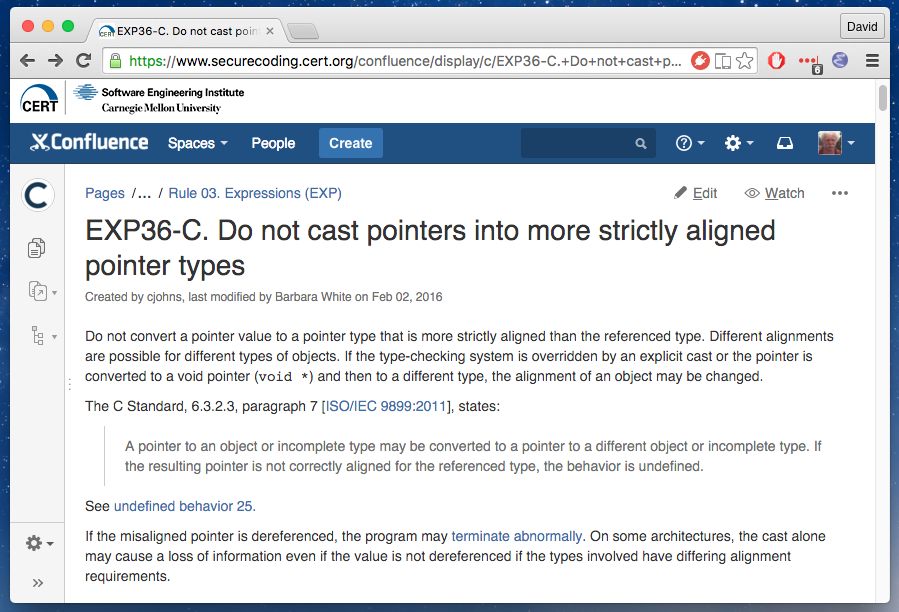 EXP36-C. Do not cast poin
David
https://www.securecoding.cert.org/confluence/display/c/EXP36-C.+Do+not+cast+p...
6
CERT
Software Engineering Institute
Carnegie Mellon University
Confluence Spaces People Create
Pages /... / Rule 03. Expressions (EXP)
Edit Watch
EXP36-C. Do not cast pointers into more strictly aligned
pointer types
Created by cjohns, last modified by Barbara White on Feb 02, 2016
Do not convert a pointer value to a pointer type that is more strictly aligned than the referenced type. Different alignments
are possible for different types of objects. If the type-checking system is overridden by an explicit cast or the pointer is
converted to a void pointer (void *) and then to a different type, the alignment of an object may be changed.
The C Standard, 6.3.2.3, paragraph 7 [ISO/IEC 9899:2011], states:
A pointer to an object or incomplete type may be converted to a pointer to a different object or incomplete type. If
the resulting pointer is not correctly aligned for the referenced type, the behavior is undefined.
See undefined behavior 25.
If the misaligned pointer is dereferenced, the program may terminate abnormally. On some architectures, the cast alone
may cause a loss of information even if the value is not dereferenced if the types involved have differing alignment
requirements.